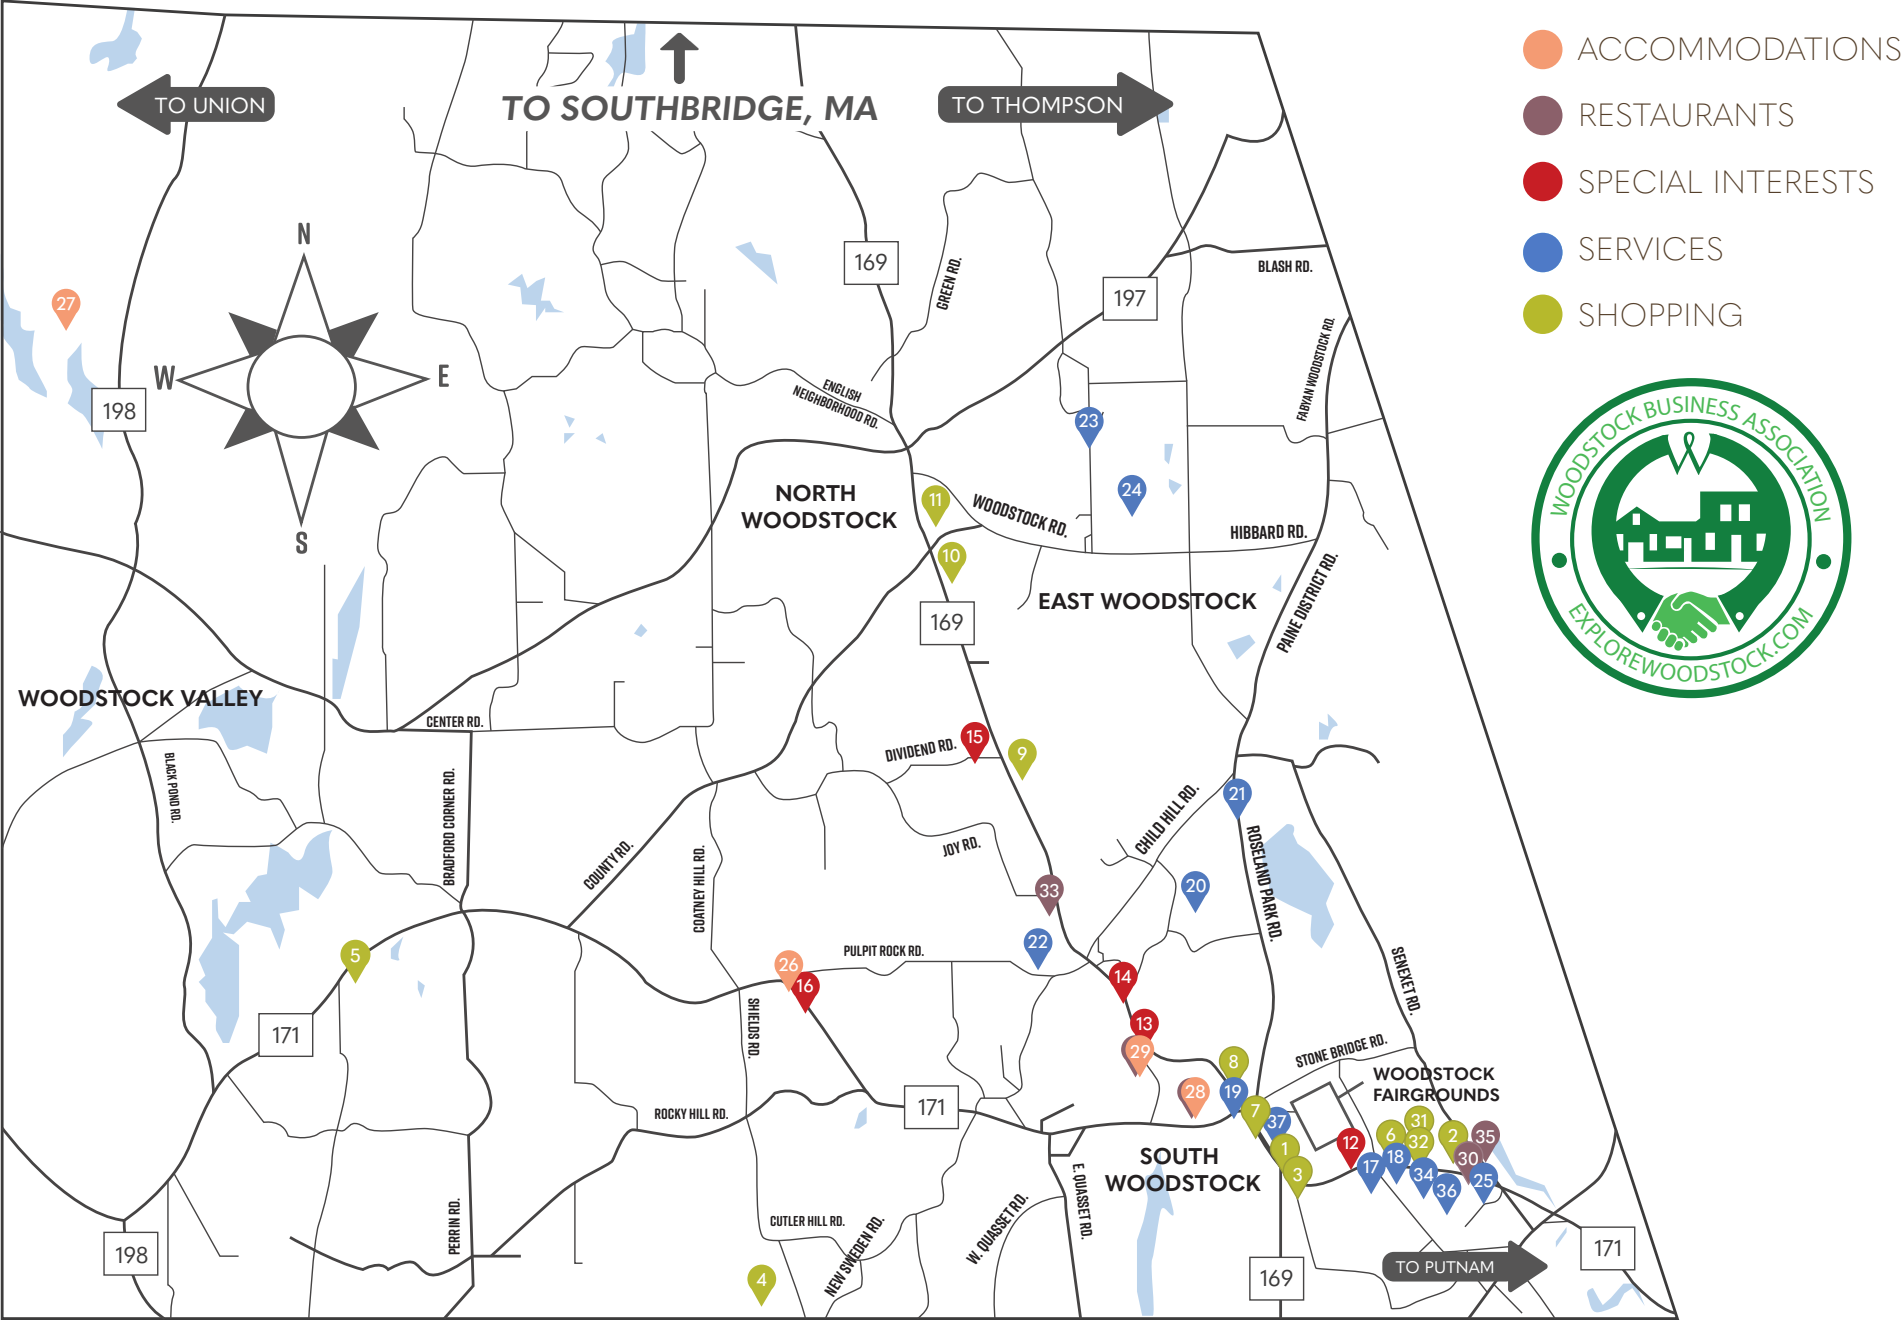 ACCOMMODATIONS
RESTAURANTS
SPECIAL INTERESTS
SERVICES
SHOPPING
TO UNION
TO SOUTHBRIDGE, MA
TO THOMPSON
N
W
E
S
27
198
169
GREEN RD.
197
BLASH RD.
FABYAN WOODSTOCK RD.
ENGLISH
NEIGHBORHOOD RD.
23
24
NORTH
WOODSTOCK
11
WOODSTOCK RD.
HIBBARD RD.
10
PAINE DISTRICT RD.
EAST WOODSTOCK
169
WOODSTOCK BUSINESS ASSOCIATION
W
EXPLOREWOODSTOCK.COM
WOODSTOCK VALLEY
CENTER RD.
BLACK POND RD.
BRADFORD CORNER RD.
COUNTY RD.
COATNEY HILL RD.
DIVIDEND RD.
15
9
JOY RD.
CHILD HILL RD.
21
ROSELAND PARK RD.
20
33
22
PULPIT ROCK RD.
5
26
16
14
13
29
SENEXET RD.
171
SHIELDS RD.
STONE BRIDGE RD.
WOODSTOCK
FAIRGROUNDS
8
19
28
7
37
1
3
12
17
6
18
31
32
34
36
2
30
35
25
ROCKY HILL RD.
171
SOUTH
WOODSTOCK
E. QUASSET RD.
W. QUASSET RD.
PERRIN RD.
CUTLER HILL RD.
NEW SWEDEN RD.
4
198
169
TO PUTNAM
171